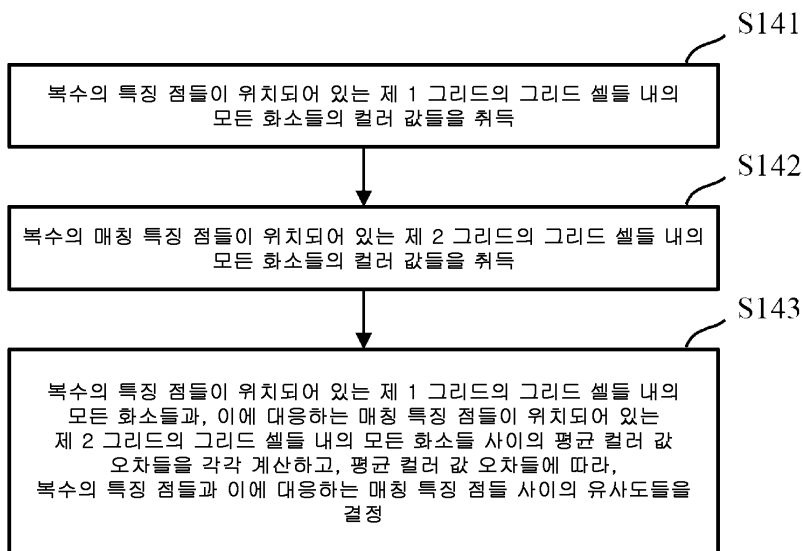 S141
복수의 특징 점들이 위치되어 있는 제 1 그리드의 그리드 셀들 내의
모든 화소들의 컬러 값들을 취득
S142
복수의 매칭 특징 점들이 위치되어 있는 제 2 그리드의 그리드 셀들 내의
모든 화소들의 컬러 값들을 취득
S143
복수의 특징 점들이 위치되어 있는 제 1 그리드의 그리드 셀들 내의
모든 화소들과, 이에 대응하는 매칭 특징 점들이 위치되어 있는
제 2 그리드의 그리드 셀들 내의 모든 화소들 사이의 평균 컬러 값
오차들을 각각 계산하고, 평균 컬러 값 오차들에 따라,
복수의 특징 점들과 이에 대응하는 매칭 특징 점들 사이의 유사도들을
결정